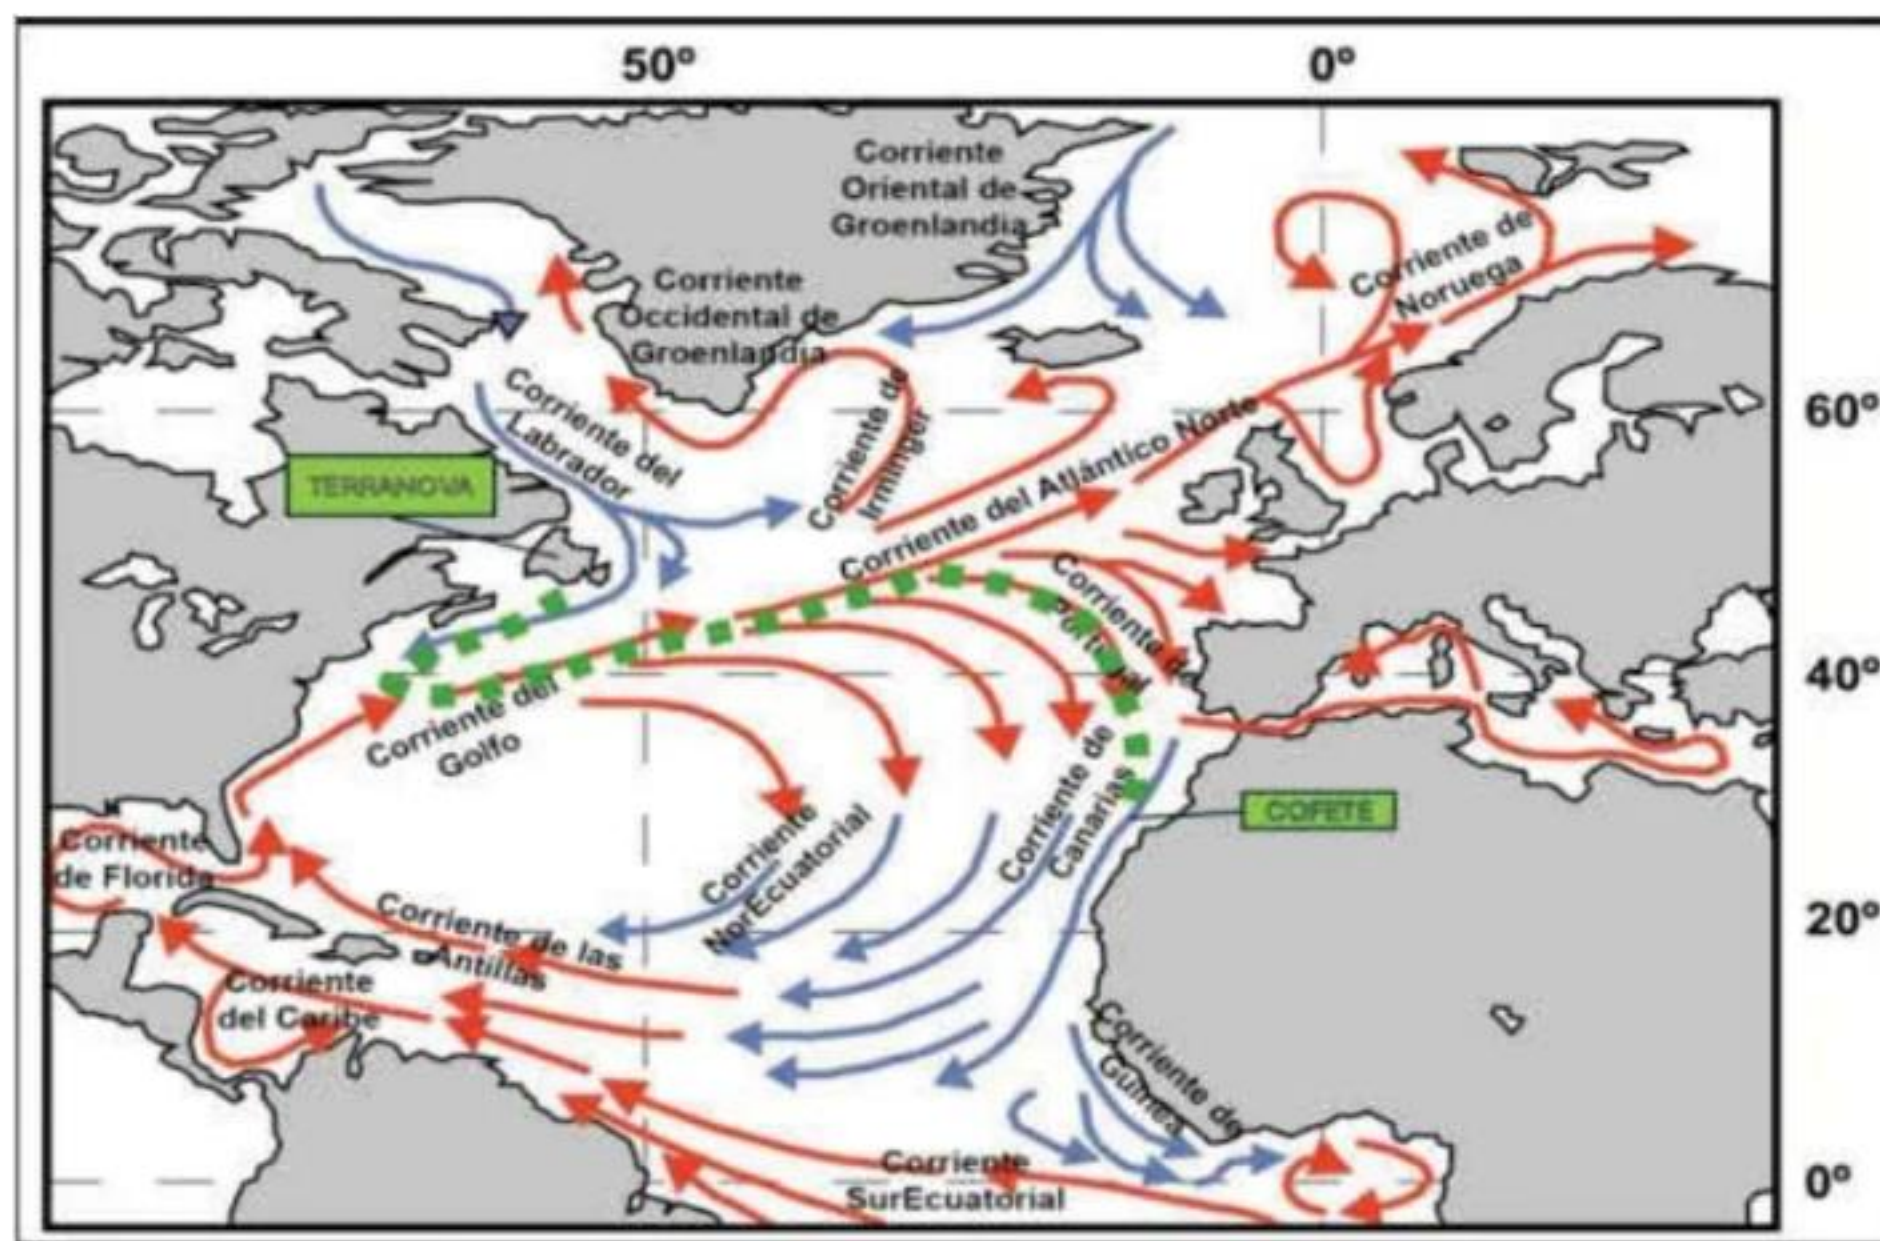 50º
0º
Corriente
Oriental de
Groenlandia
Corriente de
Noruega
Corriente
Occidental de
Groenlandia
Corriente del
Labrador
Corriente de
Irminger
60º
TERRANOVA
Corriente del Atlántico Norte
Corriente de
Portugal
40º
Corriente del
Golfo
Corriente de
Canarias
COFETE
Corriente
de Florida
Corriente
NorEcuatorial
Corriente de las
Antillas
20º
Corriente
del Caribe
Corriente de
Guinea
Corriente
SurEcuatorial
0º